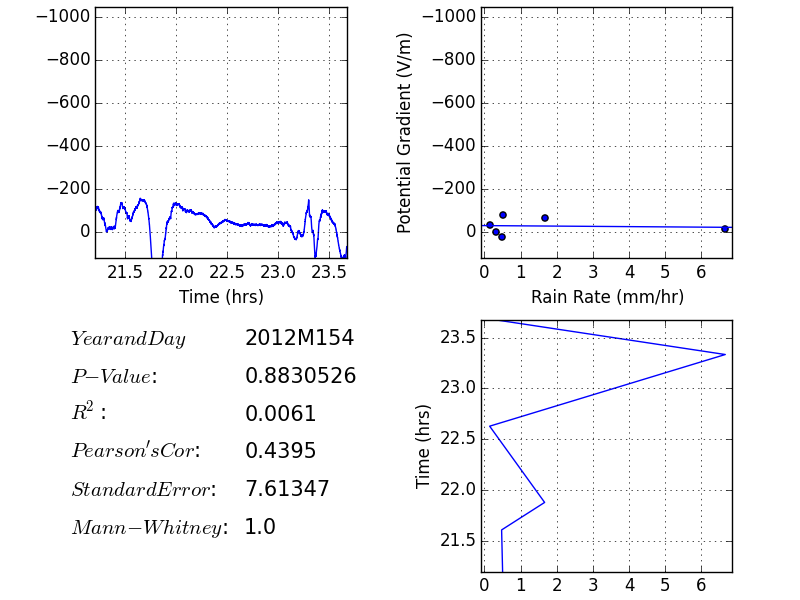 −1000
−800
−600
−400
−200
0
21.5 22.0 22.5 23.0 23.5
Time (hrs)
Potential Gradient (V/m)
−1000
−800
−600
−400
−200
0
0 1 2 3 4 5 6
Rain Rate (mm/hr)
YearandDay 2012M154
P−Value: 0.8830526
R²: 0.0061
Pearson'sCor: 0.4395
StandardError: 7.61347
Mann−Whitney: 1.0
Time (hrs)
23.5
23.0
22.5
22.0
21.5
0 1 2 3 4 5 6